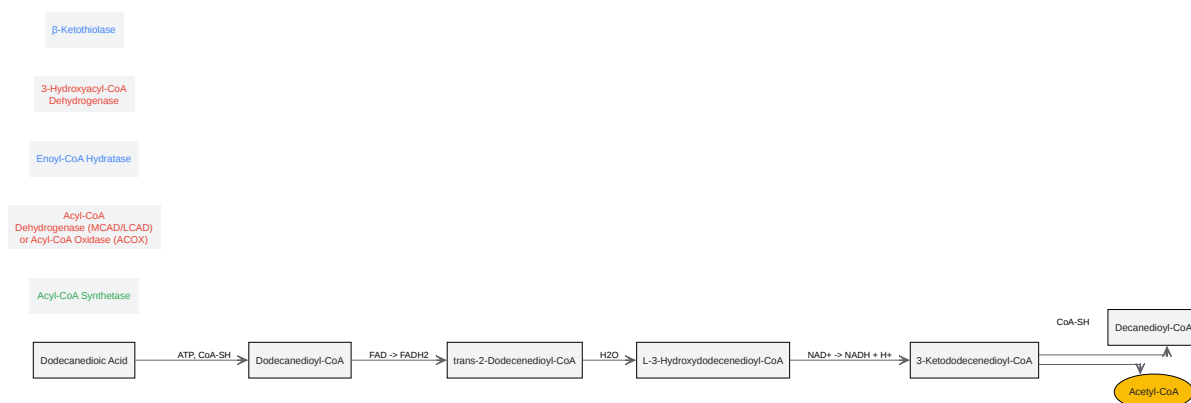 β-Ketothiolase
3-Hydroxyacyl-CoA
Dehydrogenase
Enoyl-CoA Hydratase
Acyl-CoA
Dehydrogenase (MCAD/LCAD)
or Acyl-CoA Oxidase (ACOX)
Acyl-CoA Synthetase
Dodecanedioic Acid
ATP, CoA-SH
Dodecanedioyl-CoA
FAD -> FADH2
trans-2-Dodecenedioyl-CoA
H2O
L-3-Hydroxydodecenedioyl-CoA
NAD+ -> NADH + H+
3-Ketododecenedioyl-CoA
CoA-SH
Decanedioyl-CoA
Acetyl-CoA